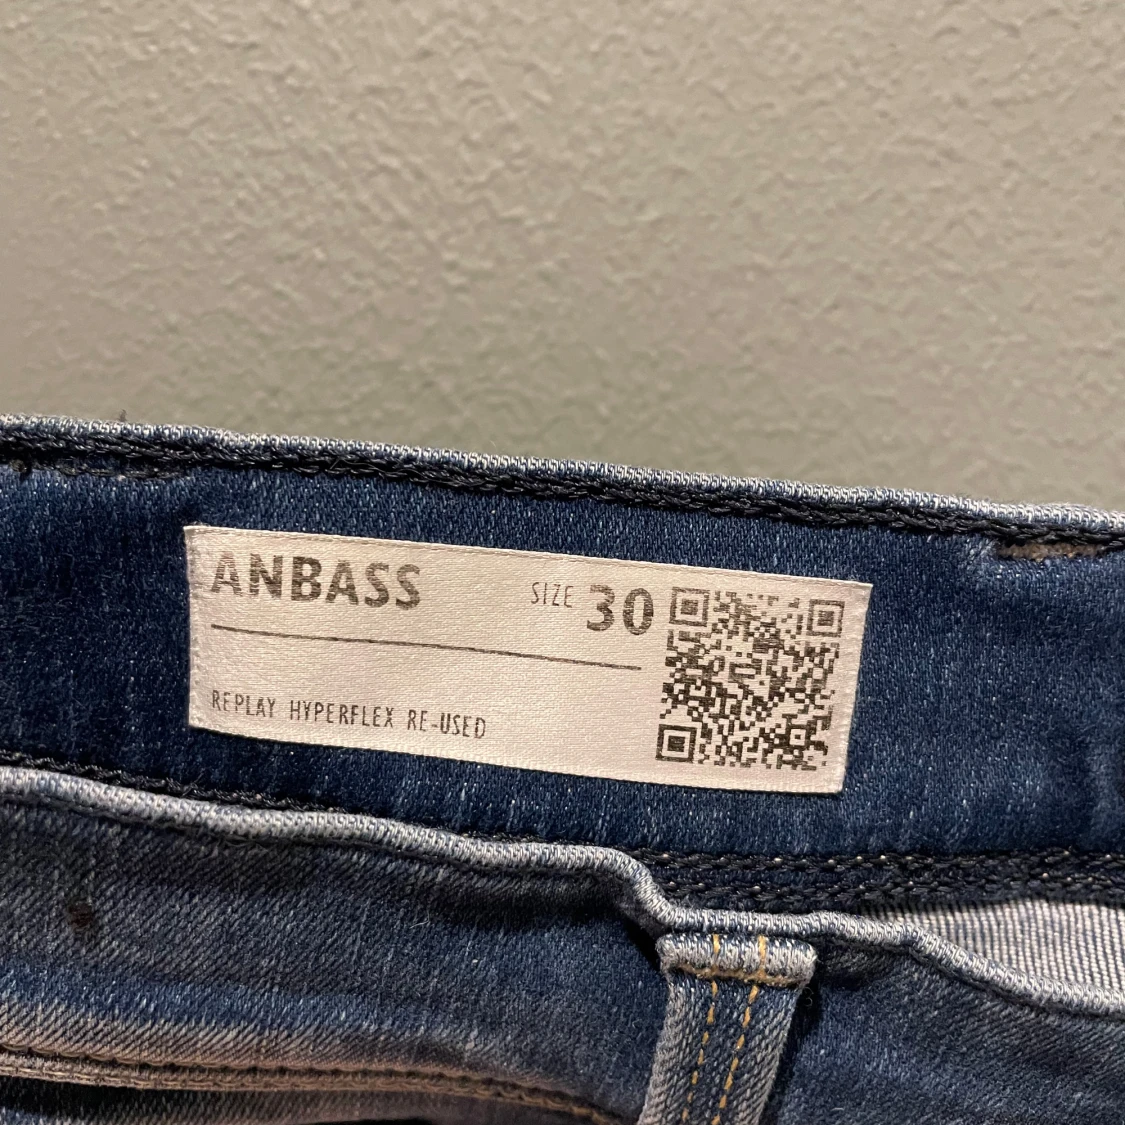 ANBASS
SIZE 30
REPLAY HYPERFLEX RE-USED